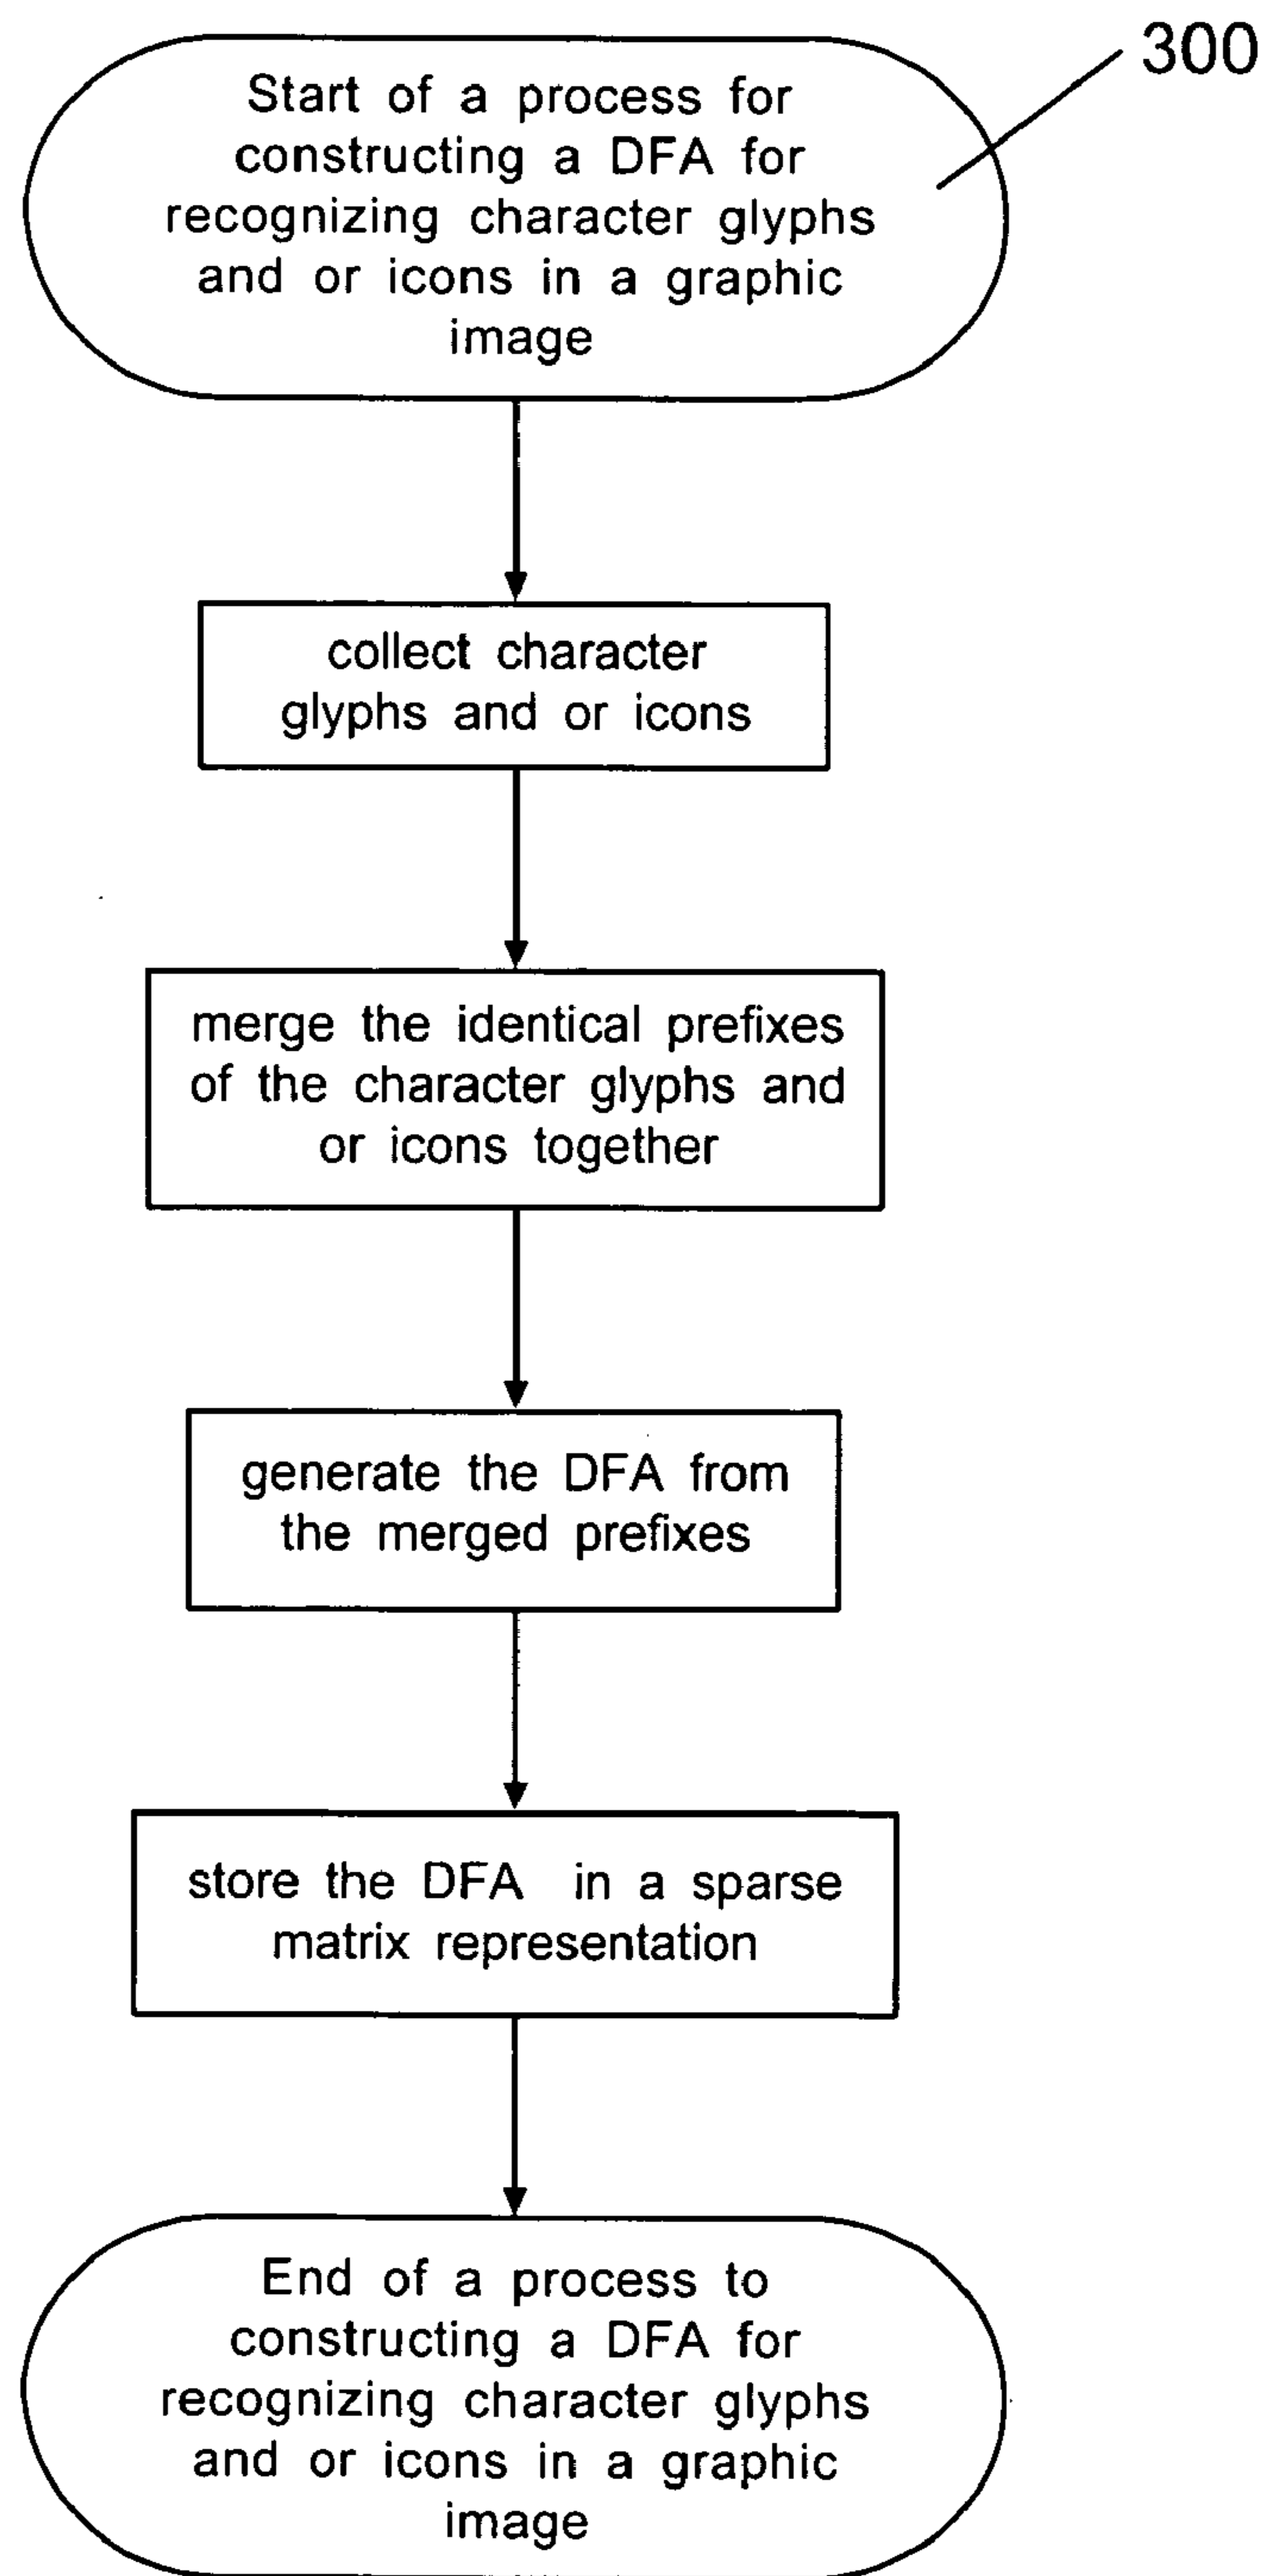 300
Start of a process for
constructing a DFA for
recognizing character glyphs
and or icons in a graphic
image
collect character
glyphs and or icons
merge the identical prefixes
of the character glyphs and
or icons together
generate the DFA from
the merged prefixes
store the DFA in a sparse
matrix representation
End of a process to
constructing a DFA for
recognizing character glyphs
and or icons in a graphic
image